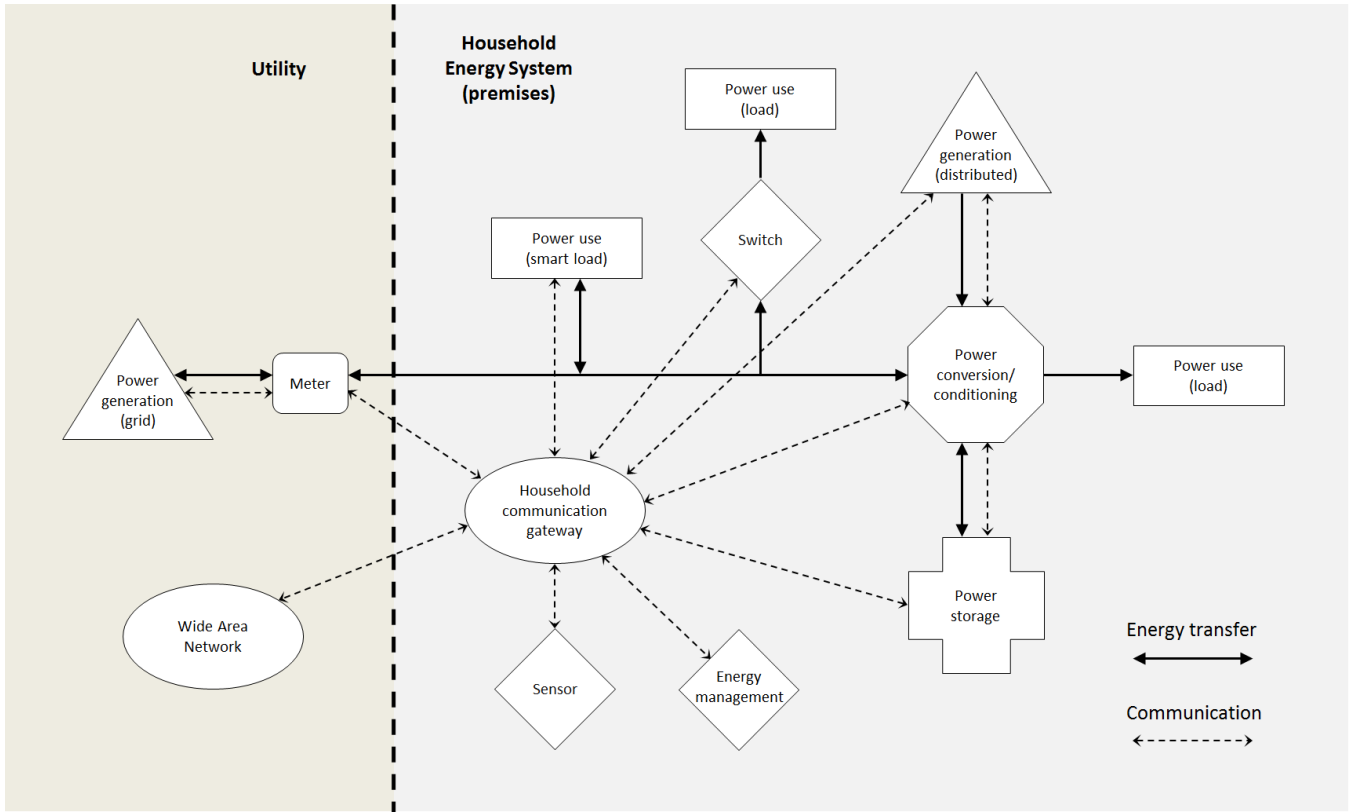 Utility
Household
Energy System
(premises)
Power use
(load)
Power
generation
(distributed)
Switch
Power use
(smart load)
Power
generation
(grid)
Meter
Power
conversion/
conditioning
Power use
(load)
Household
communication
gateway
Wide Area
Network
Sensor
Energy
management
Power
storage
Energy transfer
Communication